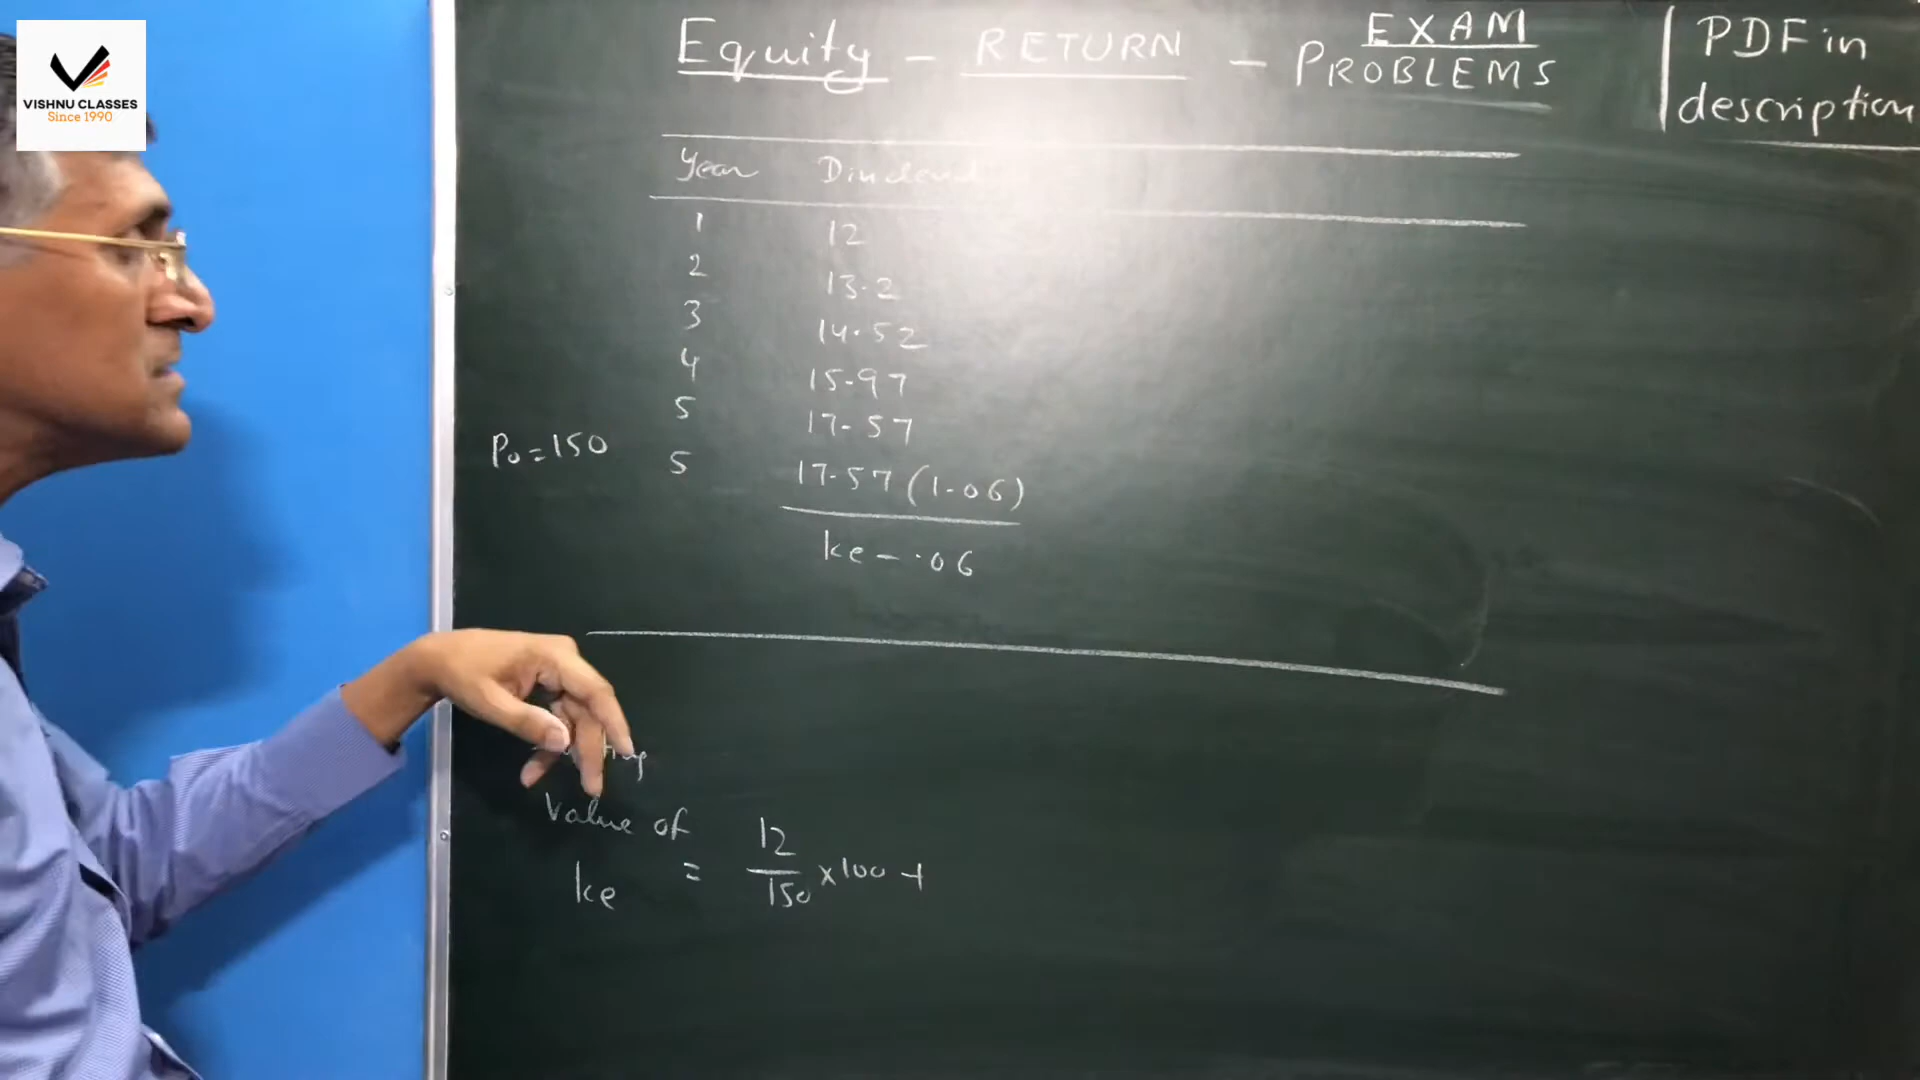 VISHNU CLASSES
Since 1990
Equity - RETURN - EXAM PROBLEMS
PDF in
description
Year Dividend
1 12
2 13.2
3 14.52
4 15.97
5 17.57
P0 = 150 5 17.57 (1.06)
ke - .06
Value of
ke = 12/150 x 100 +